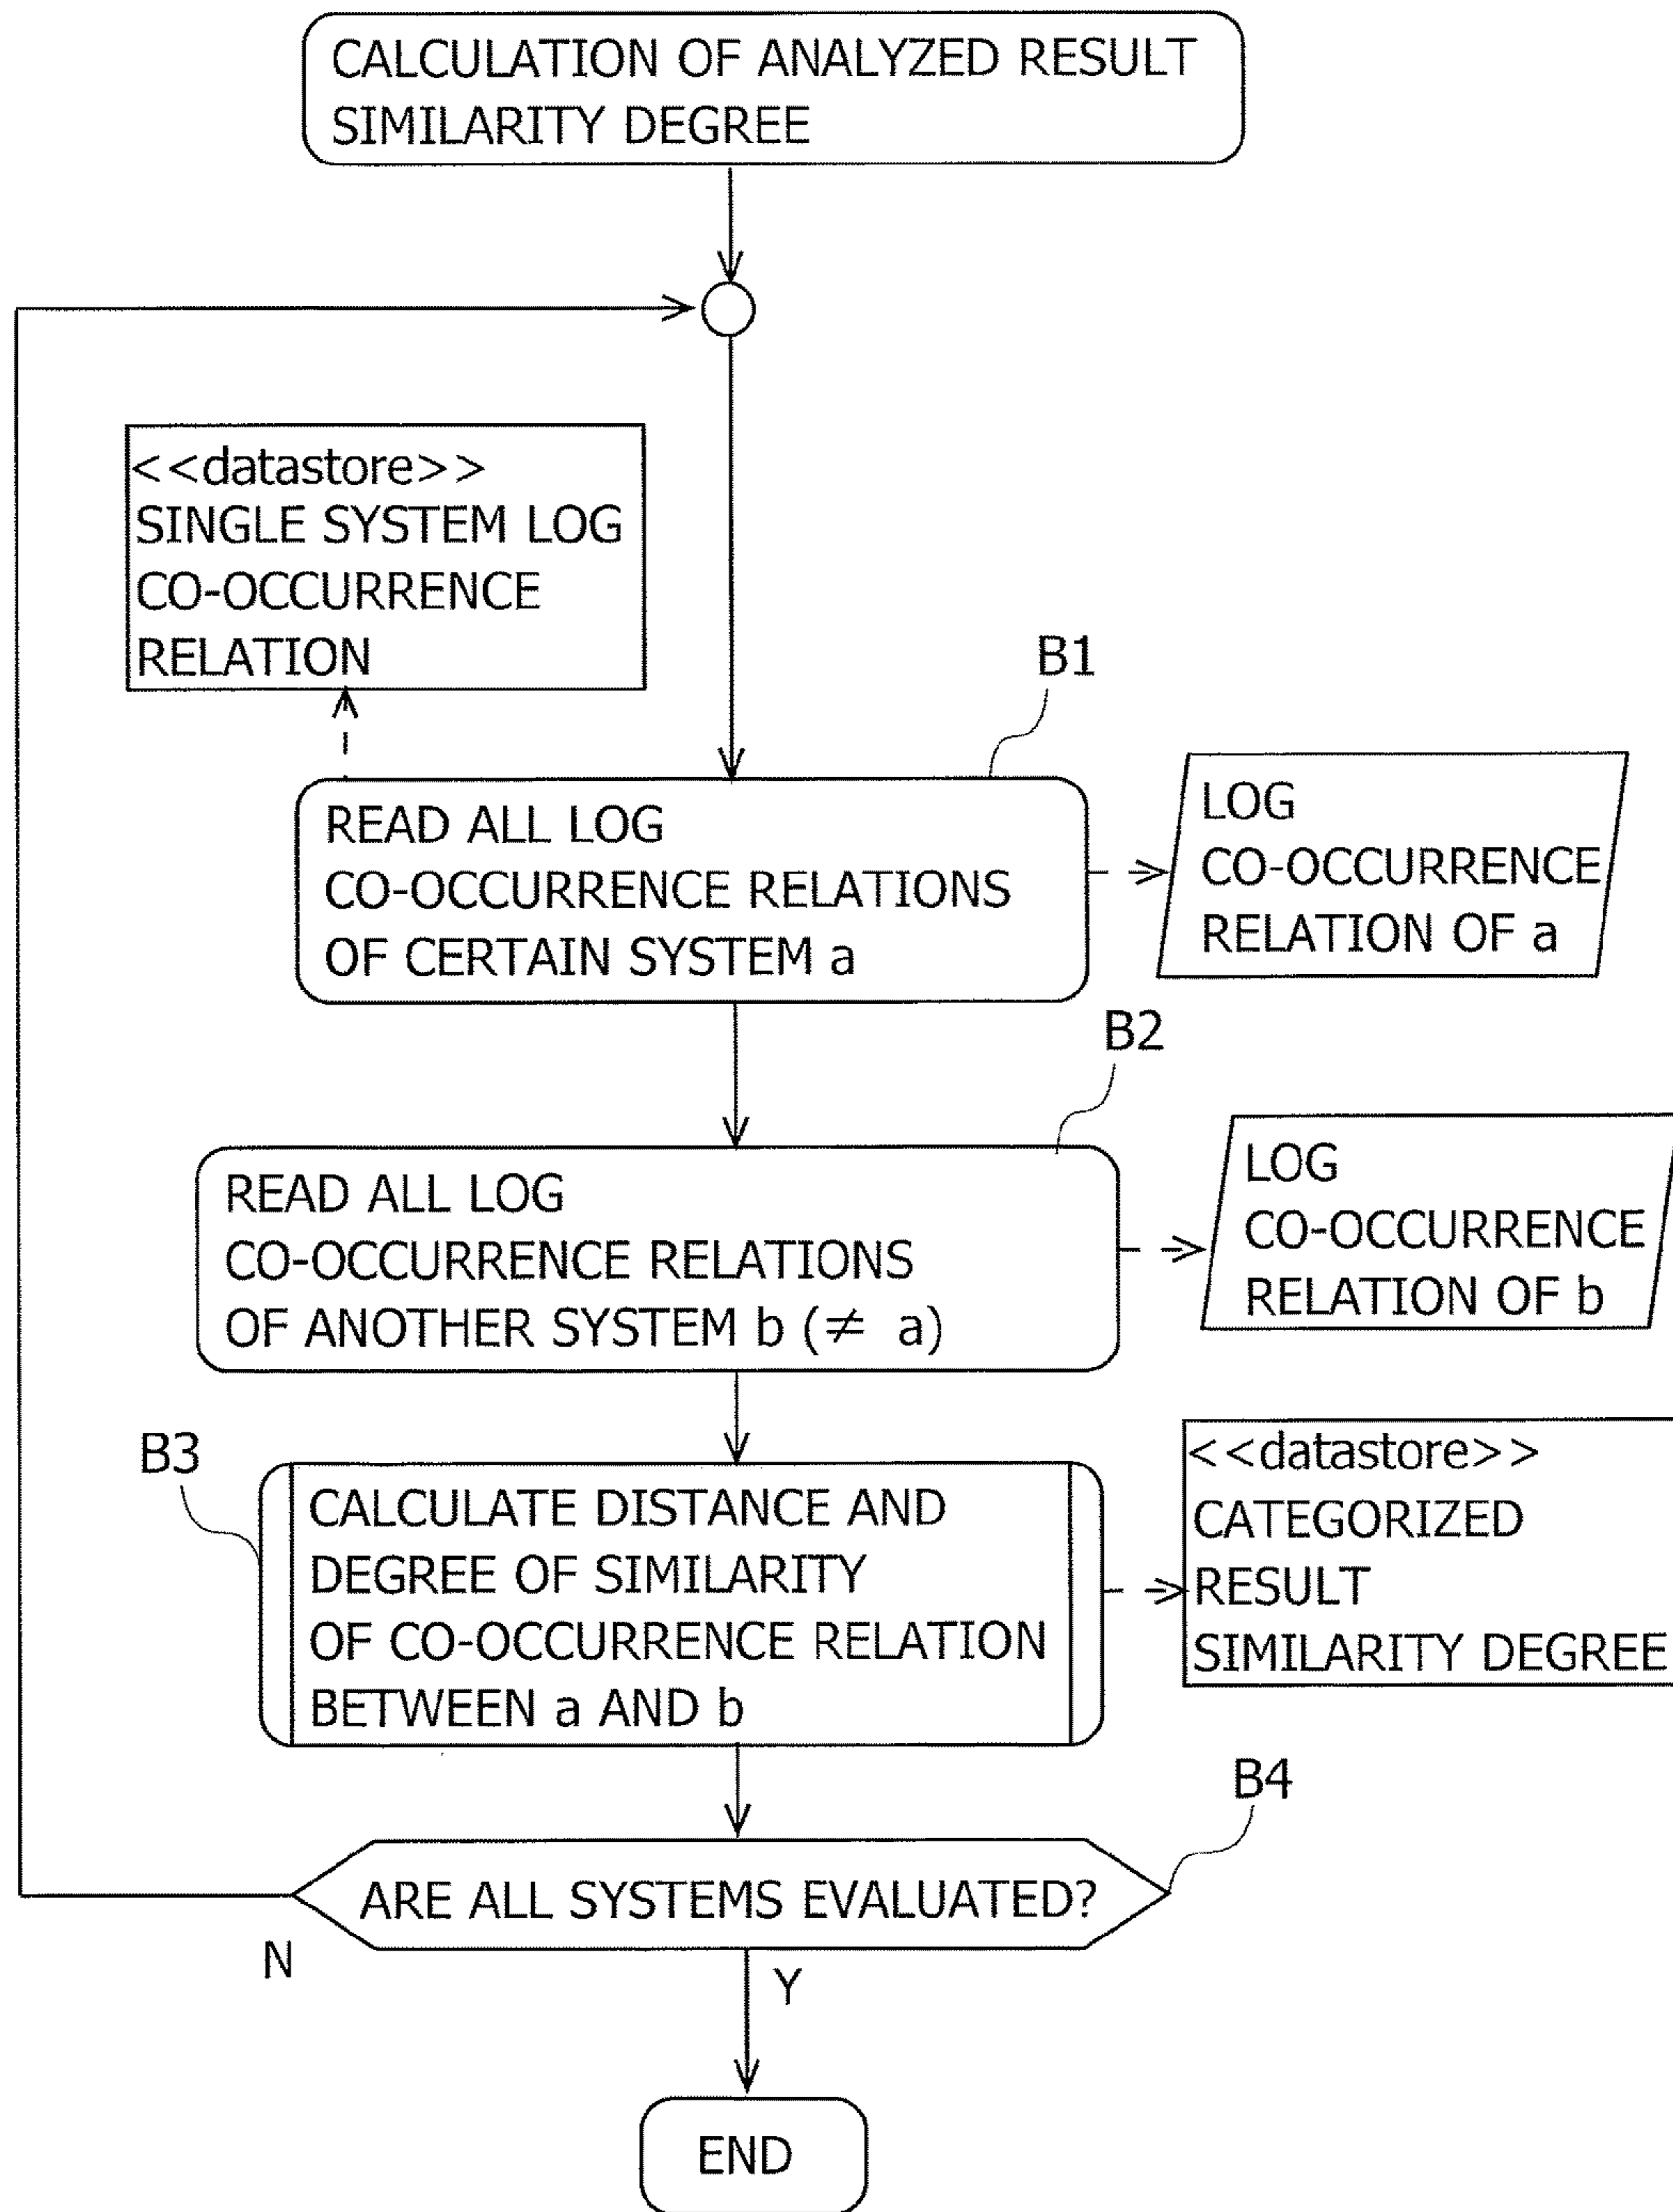 CALCULATION OF ANALYZED RESULT
SIMILARITY DEGREE
<<datastore>>
SINGLE SYSTEM LOG
CO-OCCURRENCE
RELATION
B1
READ ALL LOG
CO-OCCURRENCE RELATIONS
OF CERTAIN SYSTEM a
LOG
CO-OCCURRENCE
RELATION OF a
B2
READ ALL LOG
CO-OCCURRENCE RELATIONS
OF ANOTHER SYSTEM b (≠ a)
LOG
CO-OCCURRENCE
RELATION OF b
B3
CALCULATE DISTANCE AND
DEGREE OF SIMILARITY
OF CO-OCCURRENCE RELATION
BETWEEN a AND b
<<datastore>>
CATEGORIZED
RESULT
SIMILARITY DEGREE
B4
ARE ALL SYSTEMS EVALUATED?
N
Y
END